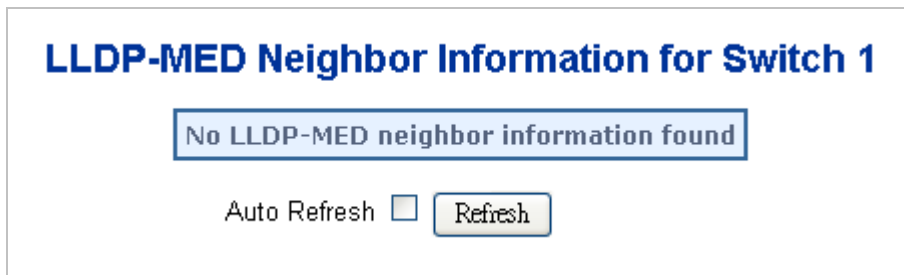 LLDP-MED Neighbor Information for Switch 1
No LLDP-MED neighbor information found
Auto Refresh Refresh